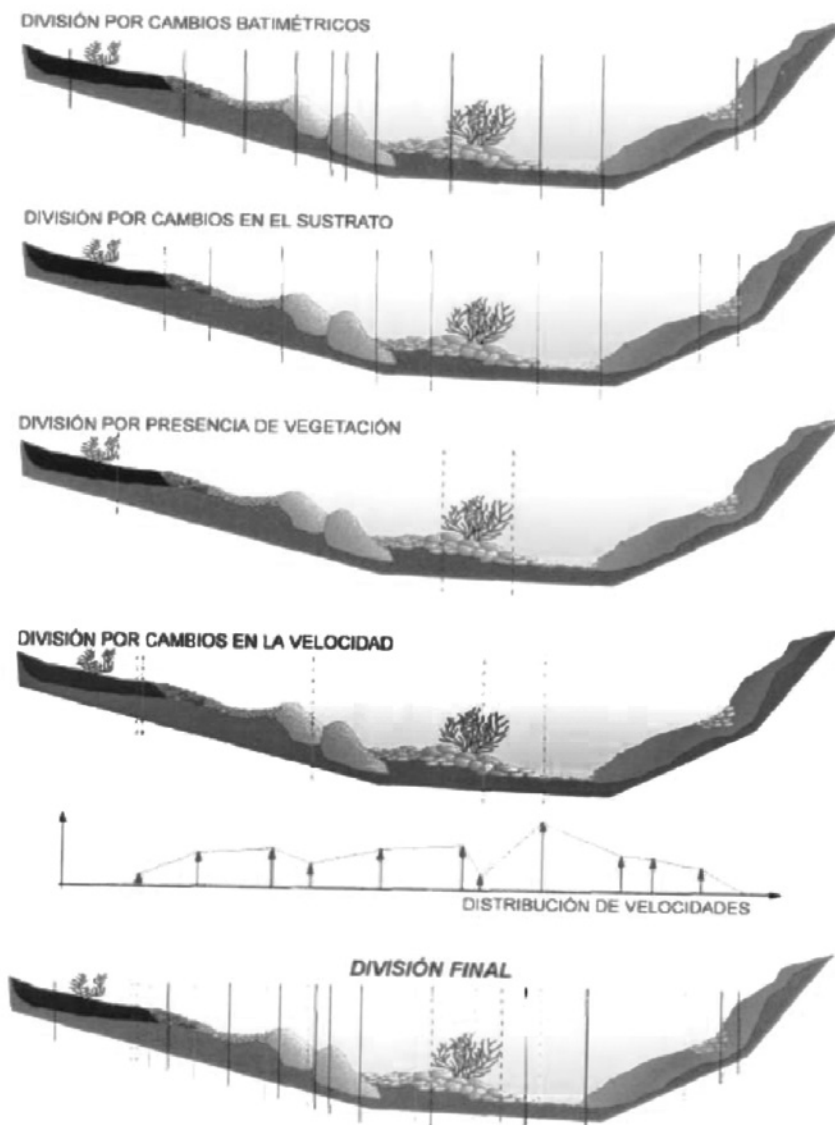 DIVISIÓN POR CAMBIOS BATIMÉTRICOS
DIVISIÓN POR CAMBIOS EN EL SUSTRATO
DIVISIÓN POR PRESENCIA DE VEGETACIÓN
DIVISIÓN POR CAMBIOS EN LA VELOCIDAD
DISTRIBUCIÓN DE VELOCIDADES
DIVISIÓN FINAL